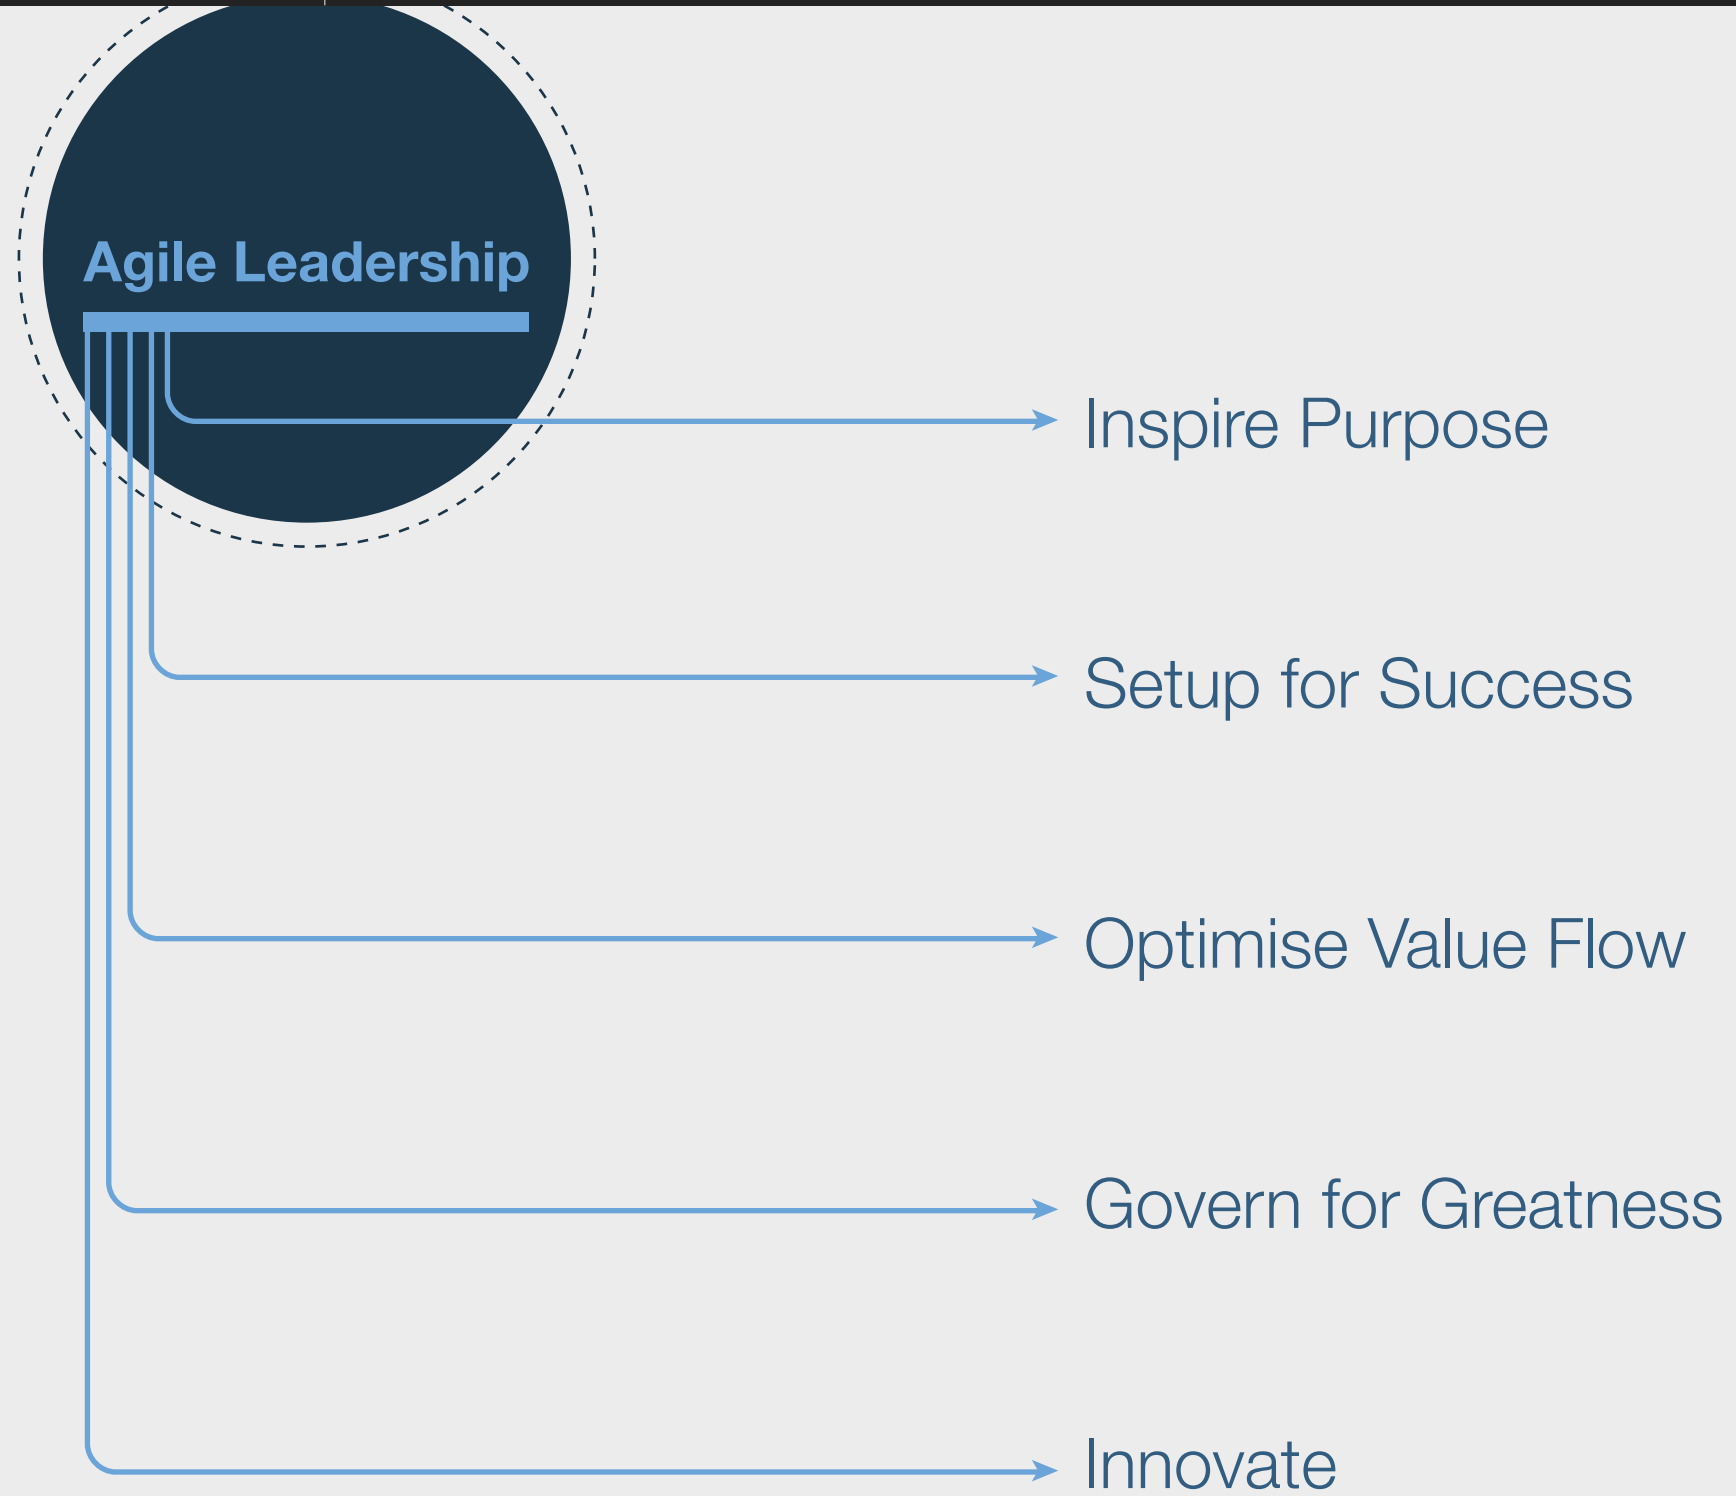 Agile Leadership
Inspire Purpose
Setup for Success
Optimise Value Flow
Govern for Greatness
Innovate